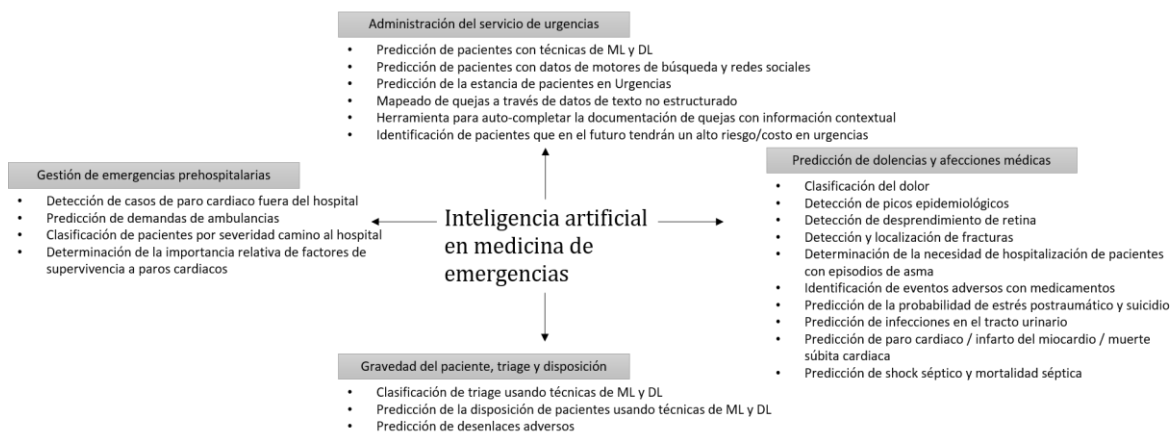 Administración del servicio de urgencias
• Predicción de pacientes con técnicas de ML y DL
• Predicción de pacientes con datos de motores de búsqueda y redes sociales
• Predicción de la estancia de pacientes en Urgencias
• Mapeado de quejas a través de datos de texto no estructurado
• Herramienta para auto-completar la documentación de quejas con información contextual
• Identificación de pacientes que en el futuro tendrán un alto riesgo/costo en urgencias
Gestión de emergencias prehospitalarias
• Detección de casos de paro cardiaco fuera del hospital
• Predicción de demandas de ambulancias
• Clasificación de pacientes por severidad camino al hospital
• Determinación de la importancia relativa de factores de
supervivencia a paros cardiacos
Inteligencia artificial
en medicina de
emergencias
Predicción de dolencias y afecciones médicas
• Clasificación del dolor
• Detección de picos epidemiológicos
• Detección de desprendimiento de retina
• Detección y localización de fracturas
• Determinación de la necesidad de hospitalización de pacientes
con episodios de asma
• Identificación de eventos adversos con medicamentos
• Predicción de la probabilidad de estrés postraumático y suicidio
• Predicción de infecciones en el tracto urinario
• Predicción de paro cardiaco / infarto del miocardio / muerte
súbita cardiaca
• Predicción de shock séptico y mortalidad séptica
Gravedad del paciente, triage y disposición
• Clasificación de triage usando técnicas de ML y DL
• Predicción de la disposición de pacientes usando técnicas de ML y DL
• Predicción de desenlaces adversos